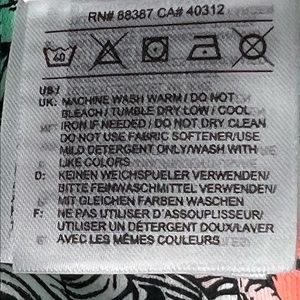 RN# 88387 CA# 40312
40
US /
UK: MACHINE WASH WARM / DO NOT
BLEACH / TUMBLE DRY LOW / COOL
IRON IF NEEDED / DO NOT DRY CLEAN
DO NOT USE FABRIC SOFTENER/USE
MILD DETERGENT ONLY/WASH WITH
LIKE COLORS
D: KEINEN WEICHSPUELER VERWENDEN/
BITTE FEINWASCHMITTEL VERWENDEN/
MIT GLEICHEN FARBEN WASCHEN
F: NE PAS UTILISER D'ASSOUPLISSEUR/
UTILISER UN DÉTERGENT DOUX/LAVER
AVEC LES MÊMES COULEURS